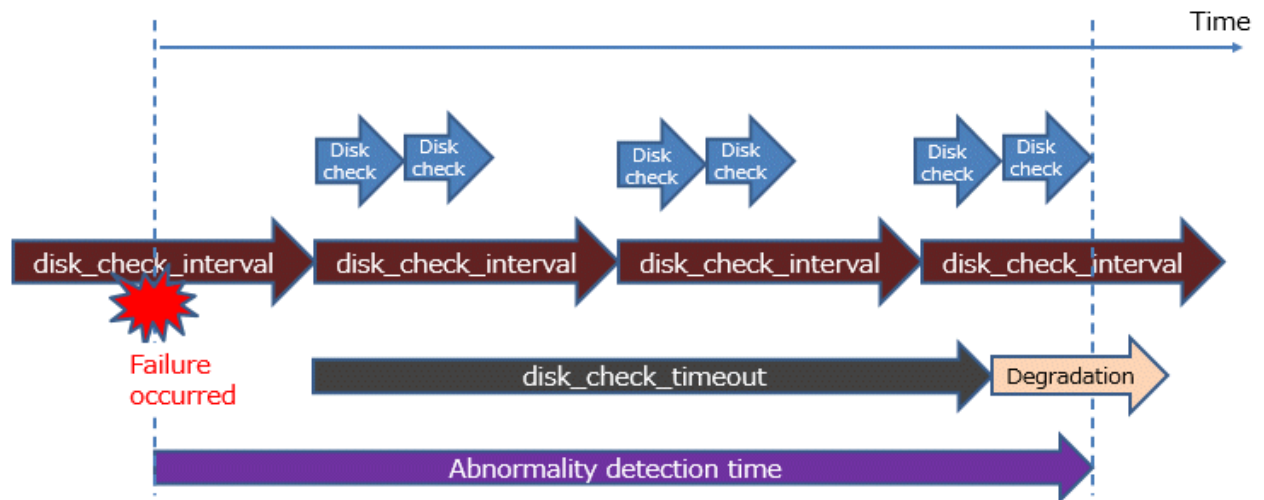 Time
Disk
check
Disk
check
Disk
check
Disk
check
Disk
check
Disk
check
disk_check_interval
disk_check_interval
disk_check_interval
disk_check_interval
Failure
occurred
disk_check_timeout
Degradation
Abnormality detection time